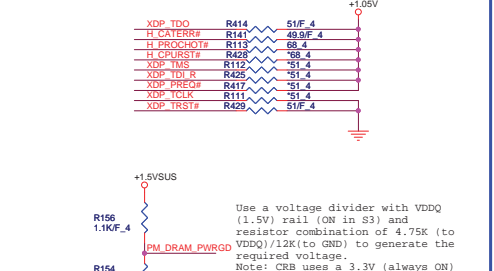 +1.05V
XDP_TDO R414 51/F_4
H_CATERR# R141 49.9/F_4
H_PROCHOT# R113 68_4
H_CPURST# R428 *68_4
XDP_TMS R112 *51_4
XDP_TDI_R R425 *51_4
XDP_PREQ# R417 *51_4
XDP_TCLK R111 *51_4
XDP_TRST# R429 51/F_4
+1.5VSUS
R156
1.1K/F_4
PM_DRAM_PWRGD
R154
Use a voltage divider with VDDQ
(1.5V) rail (ON in S3) and
resistor combination of 4.75K (to
VDDQ)/12K(to GND) to generate the
required voltage.
Note: CRB uses a 3.3V (always ON)